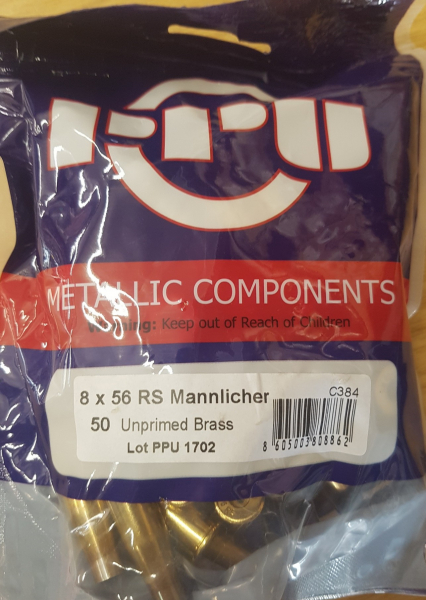 PPU
METALLIC COMPONENTS
Warning: Keep out of Reach of Children
8 x 56 RS Mannlicher
C384
50 Unprimed Brass
Lot PPU 1702
8 605003 808862